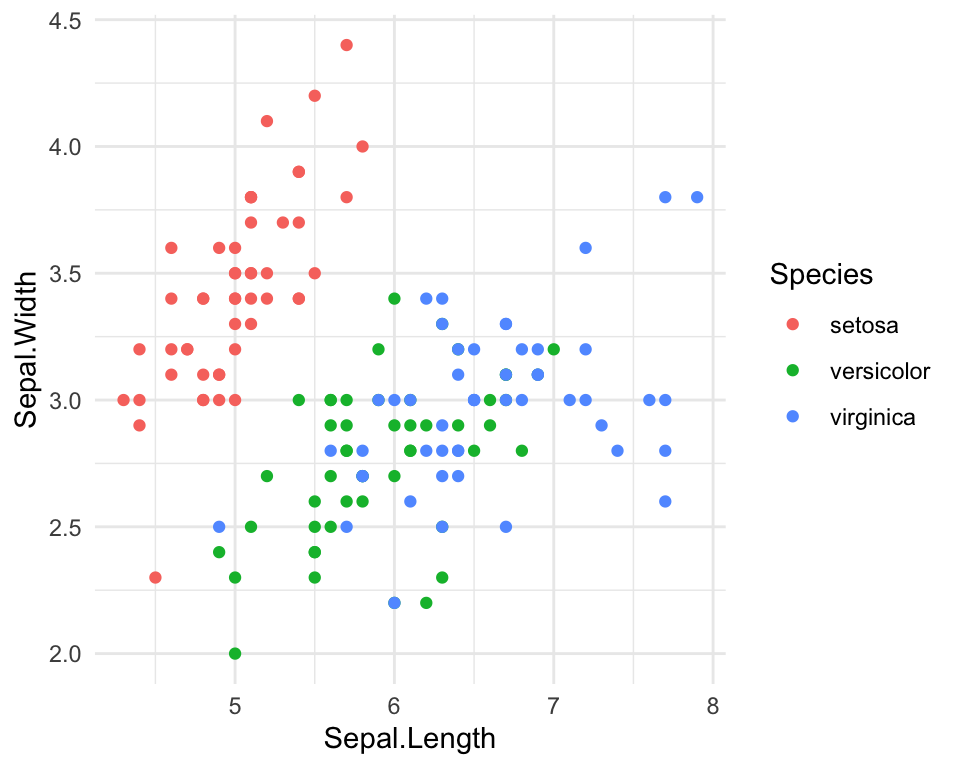 4.5
4.0
3.5
3.0
2.5
2.0
Sepal.Width
5 6 7 8
Sepal.Length
Species
setosa
versicolor
virginica